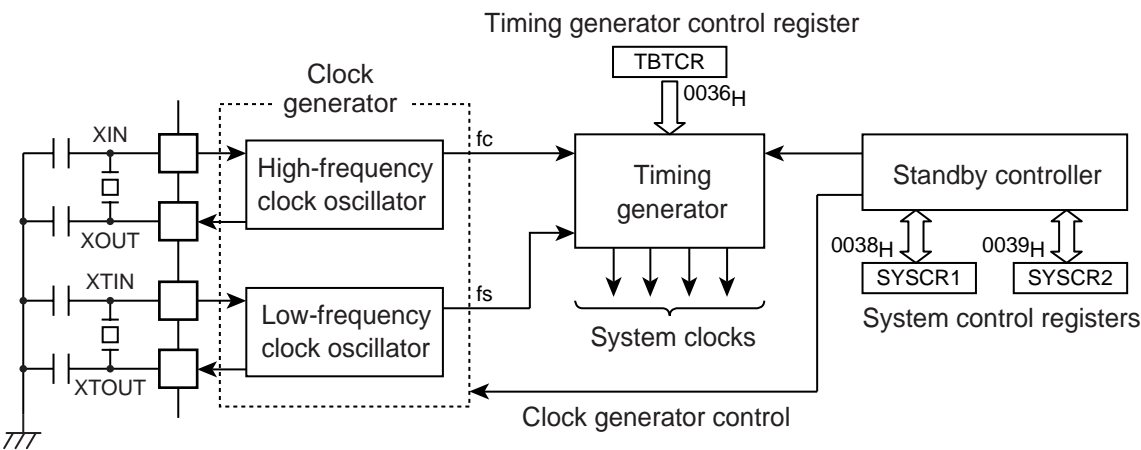 Timing generator control register
TBTCR
0036H
Clock
generator
XIN
High-frequency
clock oscillator
fc
XOUT
Timing
generator
Standby controller
0038H
SYSCR1
0039H
SYSCR2
System control registers
XTIN
Low-frequency
clock oscillator
fs
XTOUT
System clocks
Clock generator control